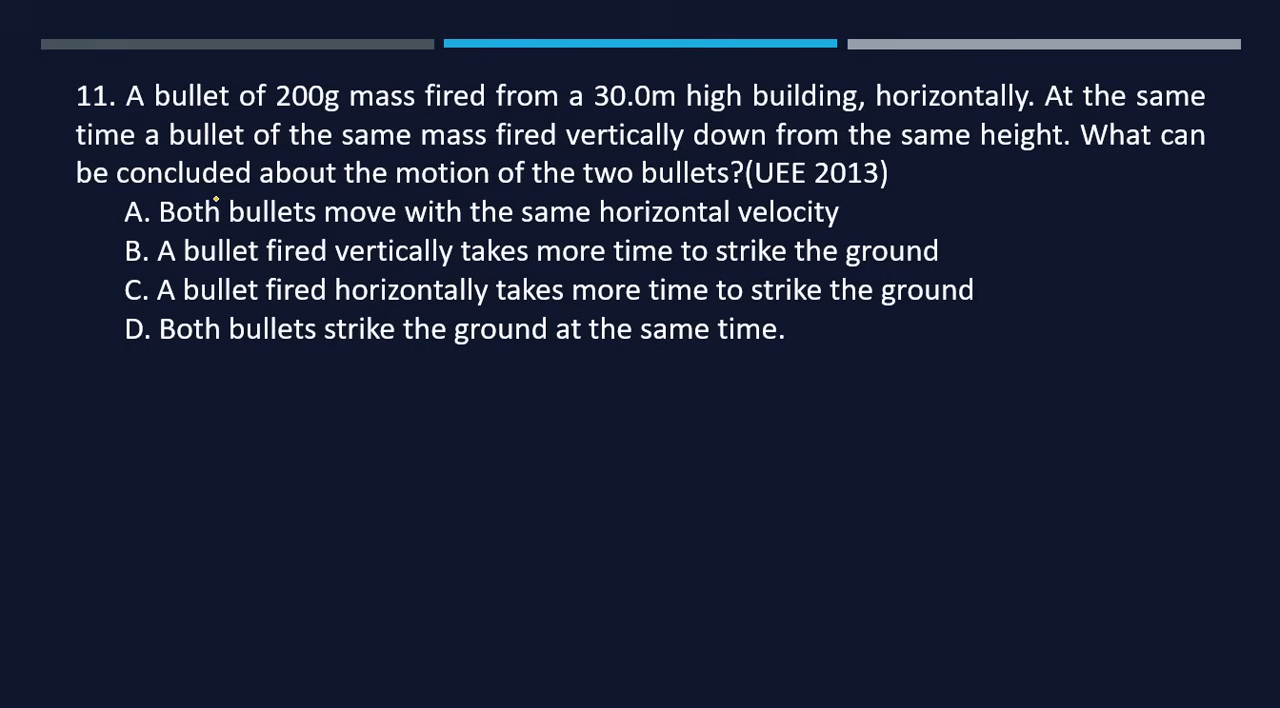 11. A bullet of 200g mass fired from a 30.0m high building, horizontally. At the same
time a bullet of the same mass fired vertically down from the same height. What can
be concluded about the motion of the two bullets?(UEE 2013)
A. Both bullets move with the same horizontal velocity
B. A bullet fired vertically takes more time to strike the ground
C. A bullet fired horizontally takes more time to strike the ground
D. Both bullets strike the ground at the same time.